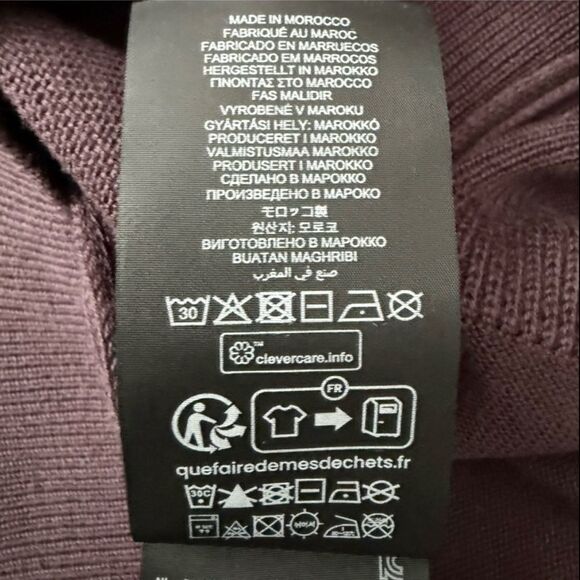 MADE IN MOROCCO
FABRIQUÉ AU MAROC
FABRICADO EN MARRUECOS
FABRICADO EM MARROCOS
HERGESTELLT IN MAROKKO
ΓΙΝΟΝΤΑΣ ΣΤΟ MAROCCO
FAS MALIDIR
VYROBENÉ V MAROKU
GYÁRTÁSI HELY: MAROKKÓ
PRODUCERET I MAROKKO
VALMISTUSMAA MAROKKO
PRODUSERT I MAROKKO
СДЕЛАНО В МАРОККО
ПРОИЗВЕДЕНО В МАРОКО
モロッコ製
원산지: 모로코
ВИГОТОВЛЕНО В МАРОККО
BUATAN MAGHRIBI
صنع في المغرب
30
clevercare.info™
FR
quefairedemesdechets.fr
30C